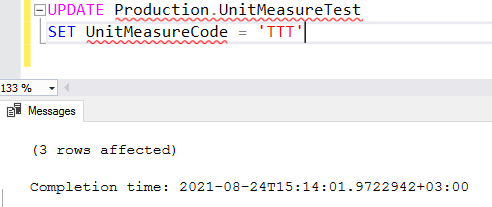 UPDATE Production.UnitMeasureTest
SET UnitMeasureCode = 'TTT'
133 %
Messages
(3 rows affected)
Completion time: 2021-08-24T15:14:01.9722942+03:00